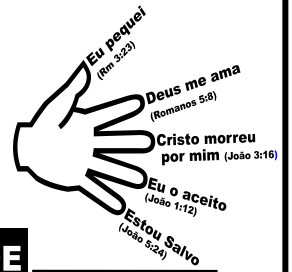 Eu pequei
(Rm 3:23)
Deus me ama
(Romanos 5:8)
Cristo morreu
por mim (João 3:16)
Eu o aceito
(João 1:12)
Estou Salvo
(João 5:24)
E